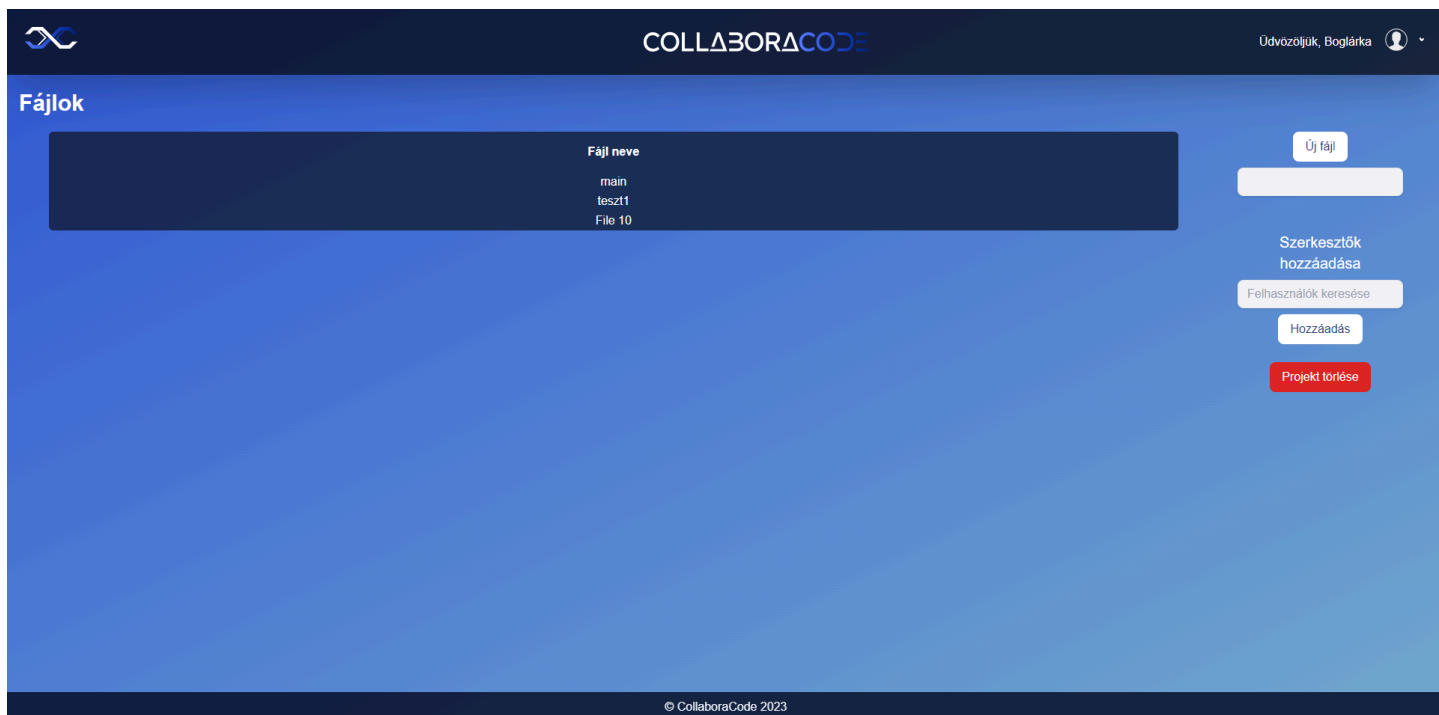 COLLABORACODE
Üdvözöljük, Boglárka
Fájlok
Fájl neve
main
teszt1
File 10
Új fájl
Szerkesztők
hozzáadása
Felhasználók keresése
Hozzáadás
Projekt törlése
© CollaboraCode 2023